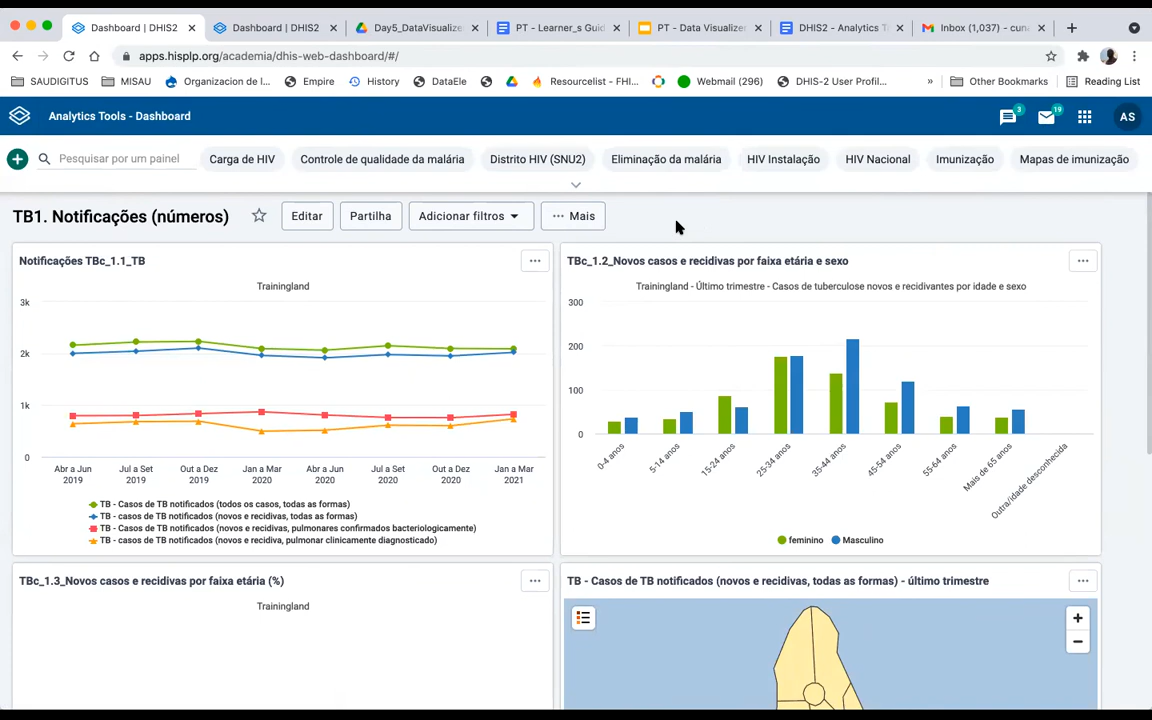 Dashboard | DHIS2
Dashboard | DHIS2
Day5_DataVisualize
PT - Learner_s Guid
PT - Data Visualizer
DHIS2 - Analytics T
Inbox (1,037) - cuna
apps.hisplp.org/academia/dhis-web-dashboard/#/
SAUDIGITUS
MISAU
Organizacion de l...
Empire
History
DataEle
Resourcelist - FHI...
Webmail (296)
DHIS-2 User Profil...
»
Other Bookmarks
Reading List
Analytics Tools - Dashboard
3
19
AS
Pesquisar por um painel
Carga de HIV
Controle de qualidade da malária
Distrito HIV (SNU2)
Eliminação da malária
HIV Instalação
HIV Nacional
Imunização
Mapas de imunização
TB1. Notificações (números)
Editar
Partilha
Adicionar filtros
Mais
Notificações TBc_1.1_TB
Trainingland
3k
2k
1k
0
Abr a Jun 2019
Jul a Set 2019
Out a Dez 2019
Jan a Mar 2020
Abr a Jun 2020
Jul a Set 2020
Out a Dez 2020
Jan a Mar 2021
TB - Casos de TB notificados (todos os casos, todas as formas)
TB - casos de TB notificados (novos e recidivas, todas as formas)
TB - Casos de TB notificados (novos e recidivas, pulmonares confirmados bacteriologicamente)
TB - casos de TB notificados (novos e recidiva, pulmonar clinicamente diagnosticado)
TBc_1.2_Novos casos e recidivas por faixa etária e sexo
Trainingland - Último trimestre - Casos de tuberculose novos e recidivantes por idade e sexo
300
200
100
0
0-4 anos
5-14 anos
15-24 anos
25-34 anos
35-44 anos
45-54 anos
55-64 anos
Mais de 65 anos
Outra/idade desconhecida
feminino
Masculino
TBc_1.3_Novos casos e recidivas por faixa etária (%)
Trainingland
TB - Casos de TB notificados (novos e recidivas, todas as formas) - último trimestre
+
−